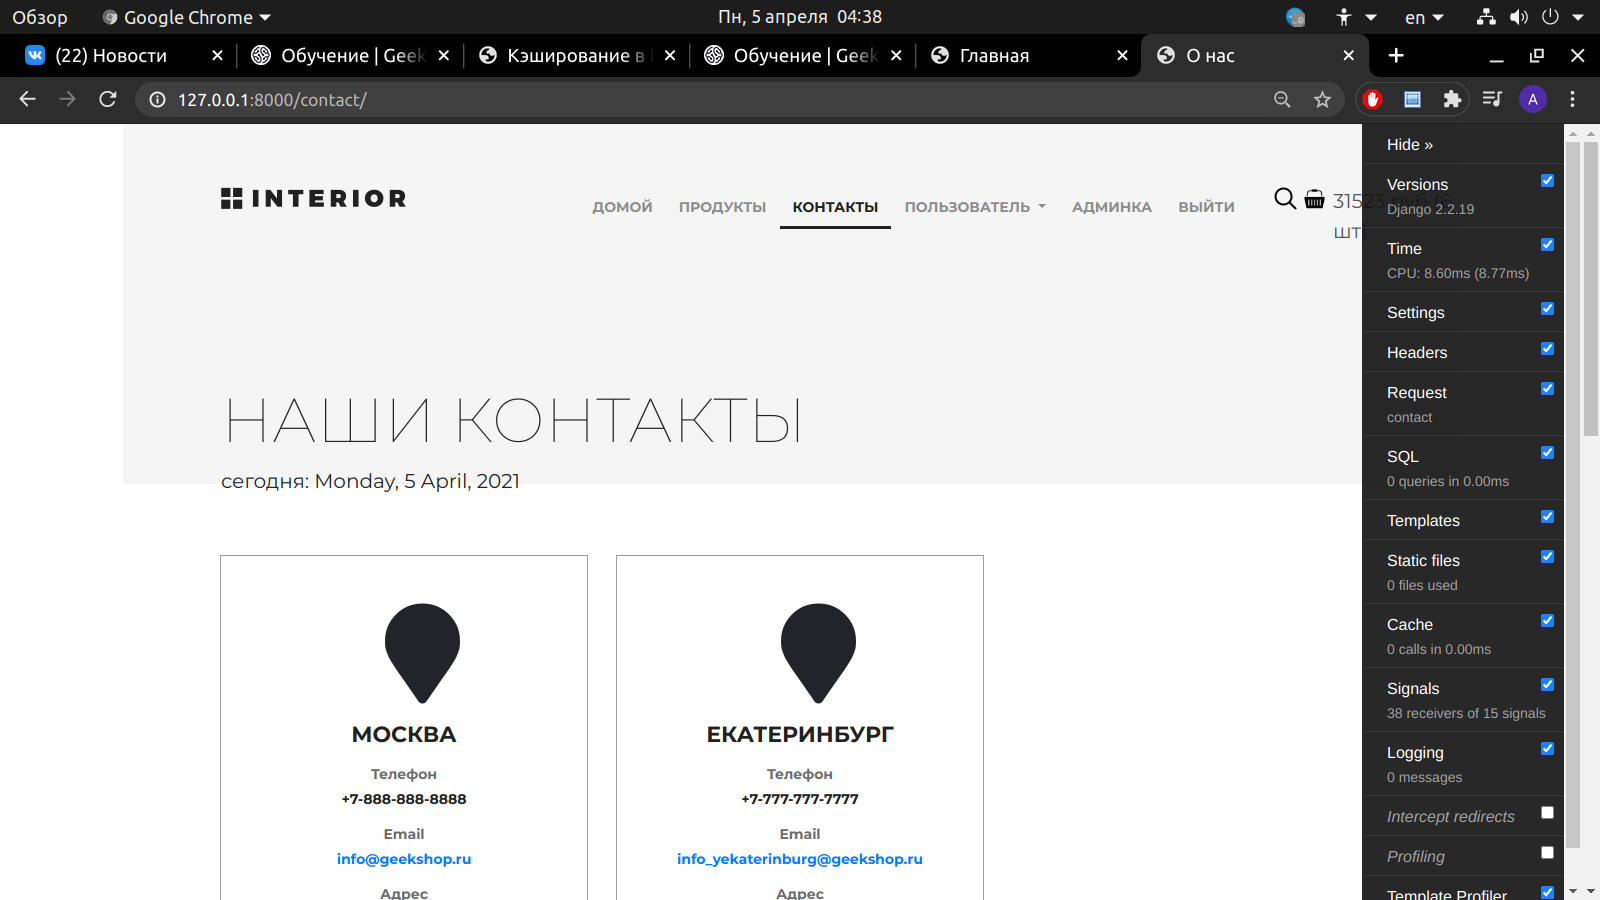 Обзор
Google Chrome
Пн, 5 апреля 04:38
en
(22) Новости
Обучение | Geek
Кэширование в
Обучение | Geek
Главная
О нас
127.0.0.1:8000/contact/
A
INTERIOR
ДОМОЙ
ПРОДУКТЫ
КОНТАКТЫ
ПОЛЬЗОВАТЕЛЬ
АДМИНКА
ВЫЙТИ
31523 руб (6
шт)
НАШИ КОНТАКТЫ
сегодня: Monday, 5 April, 2021
МОСКВА
Телефон
+7-888-888-8888
Email
info@geekshop.ru
Адрес
ЕКАТЕРИНБУРГ
Телефон
+7-777-777-7777
Email
info_yekaterinburg@geekshop.ru
Адрес
Hide »
Versions
Django 2.2.19
Time
CPU: 8.60ms (8.77ms)
Settings
Headers
Request
contact
SQL
0 queries in 0.00ms
Templates
Static files
0 files used
Cache
0 calls in 0.00ms
Signals
38 receivers of 15 signals
Logging
0 messages
Intercept redirects
Profiling
Template Profiler